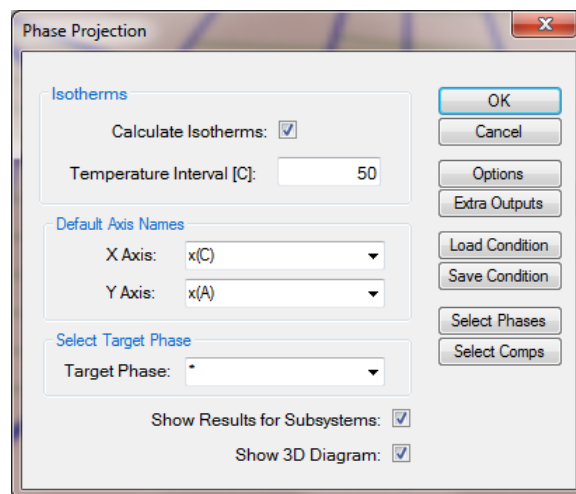 Phase Projection
Isotherms
Calculate Isotherms:
Temperature Interval [C]: 50
Default Axis Names
X Axis: x(C)
Y Axis: x(A)
Select Target Phase
Target Phase: *
Show Results for Subsystems:
Show 3D Diagram:
OK
Cancel
Options
Extra Outputs
Load Condition
Save Condition
Select Phases
Select Comps